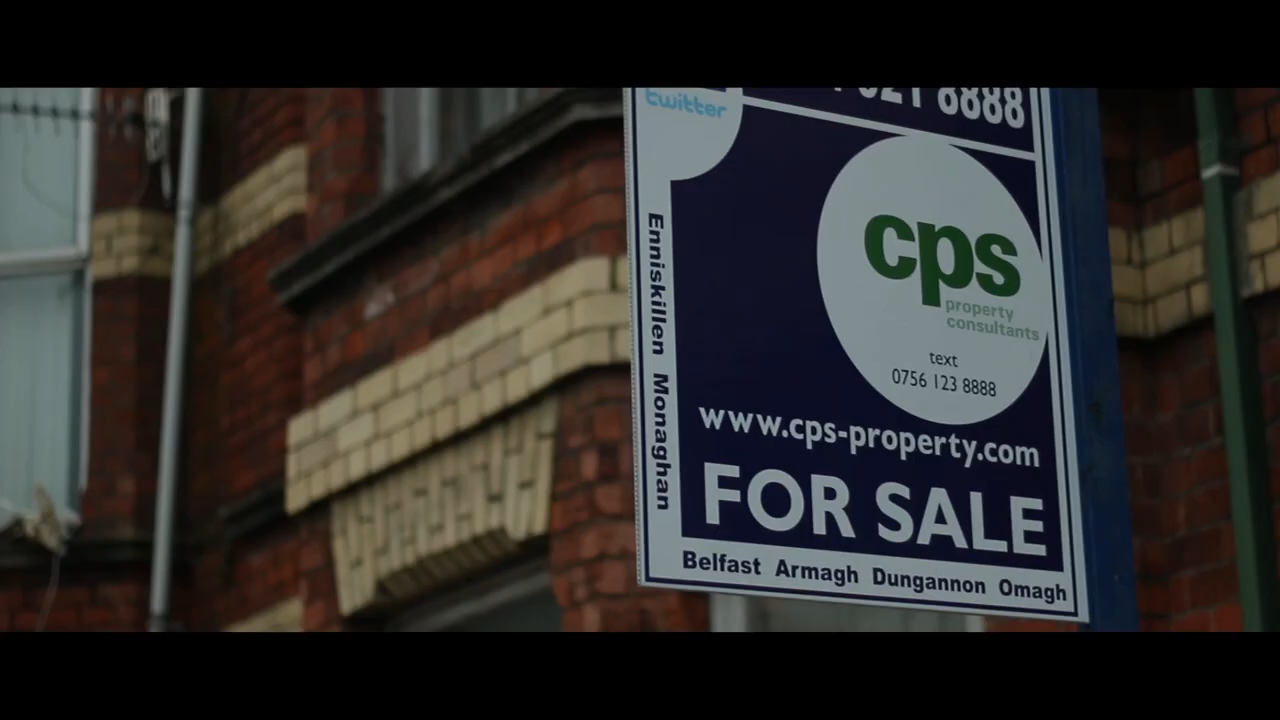 twitter
021 8888
cps
property
consultants
text
0756 123 8888
www.cps-property.com
FOR SALE
Enniskillen Monaghan
Belfast Armagh Dungannon Omagh